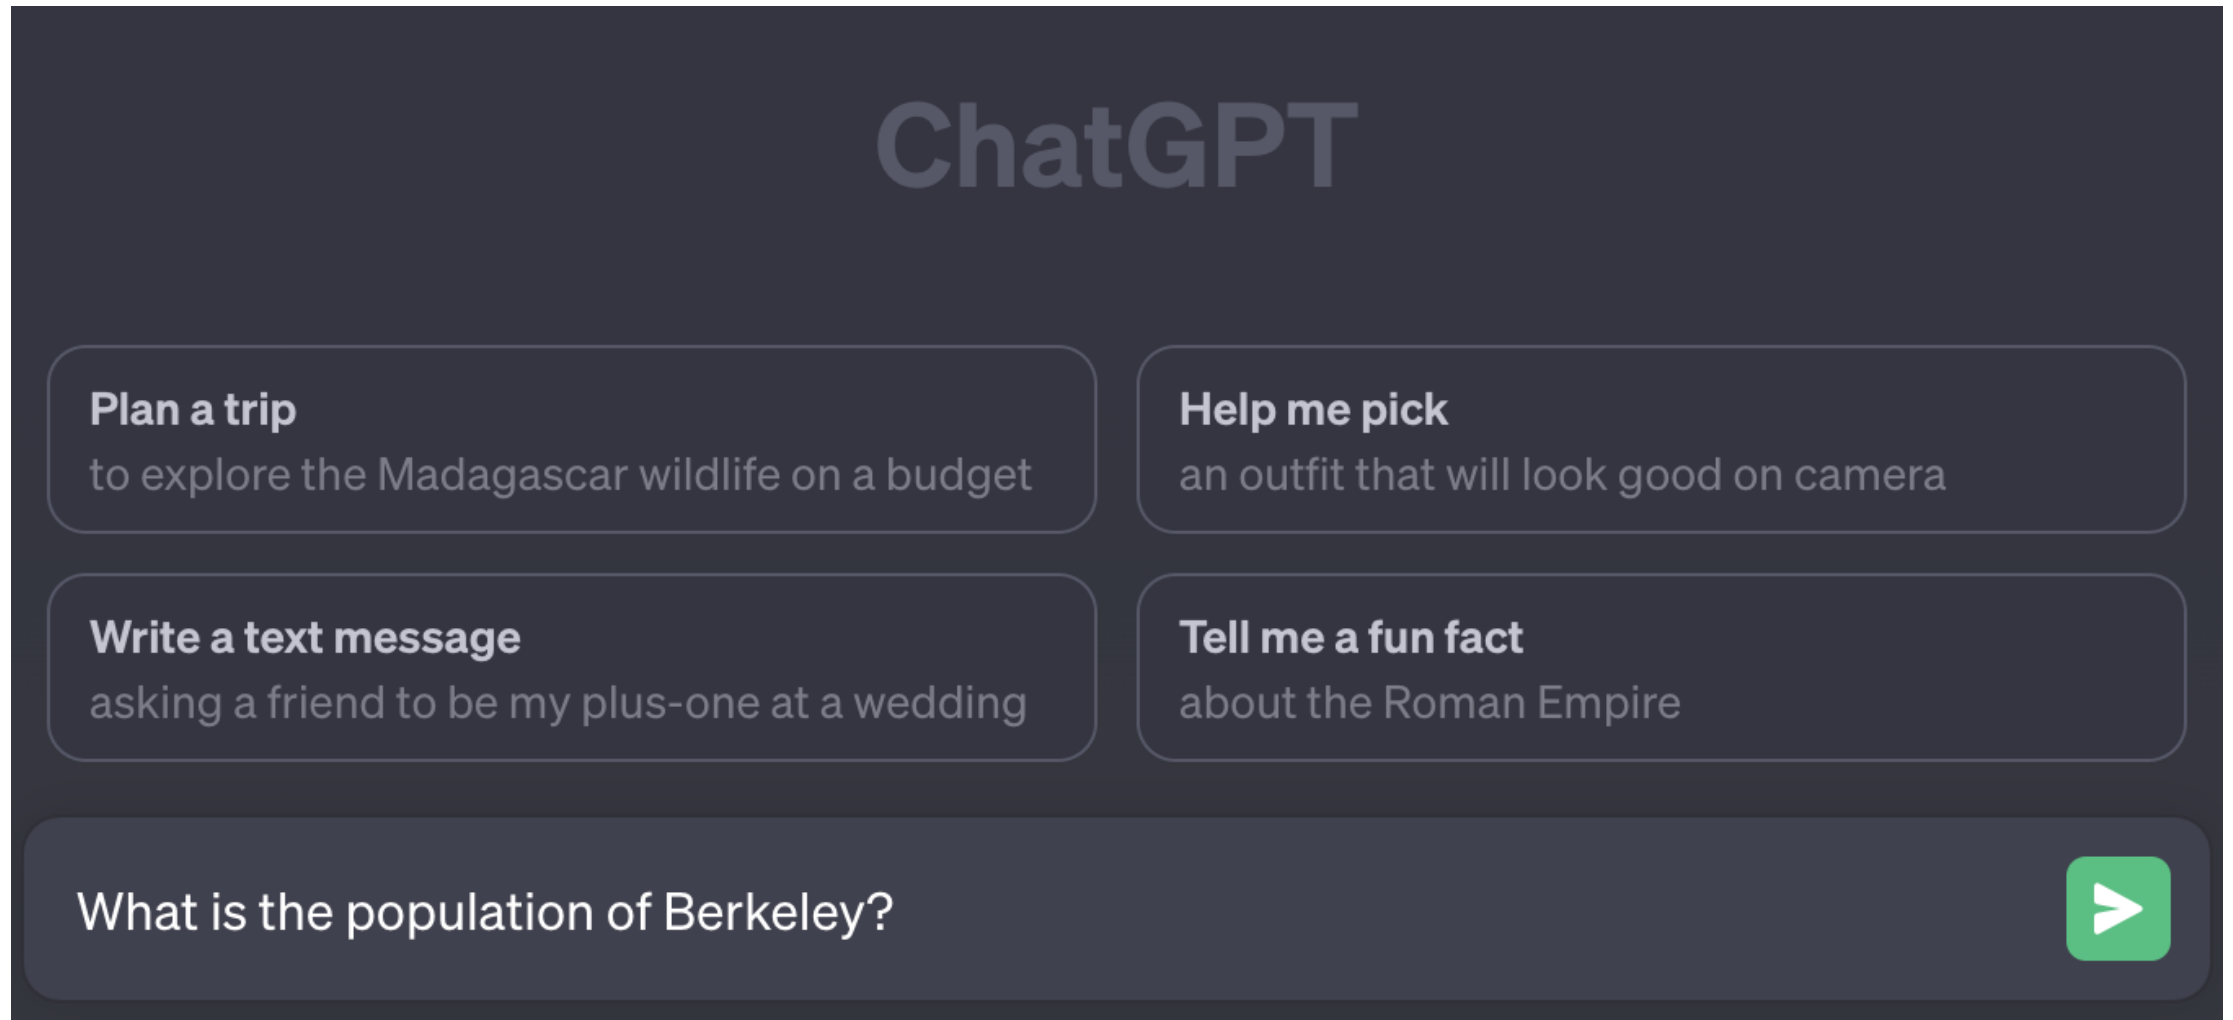 ChatGPT
Plan a trip
to explore the Madagascar wildlife on a budget
Help me pick
an outfit that will look good on camera
Write a text message
asking a friend to be my plus-one at a wedding
Tell me a fun fact
about the Roman Empire
What is the population of Berkeley?